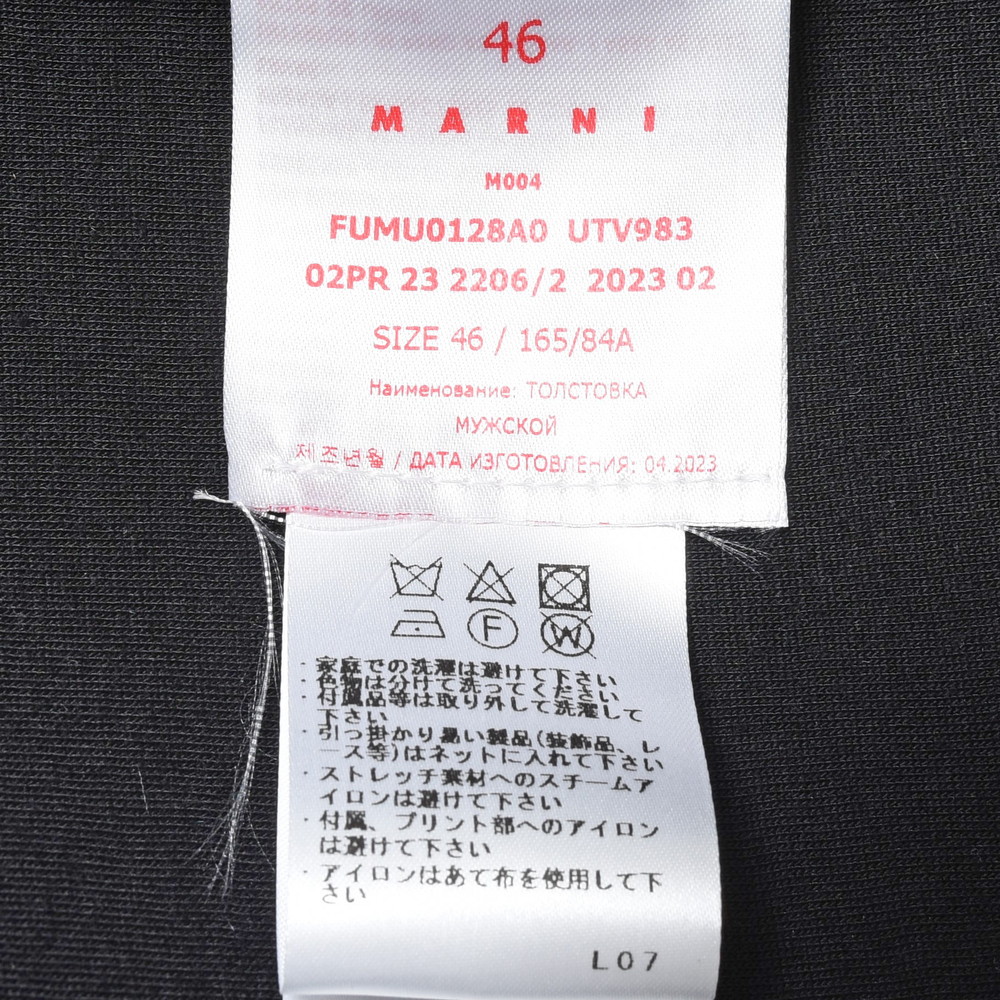 46
MARNI
M004
FUMU0128A0 UTV983
02PR 23 2206/2 2023 02
SIZE 46 / 165/84A
Наименование: ТОЛСТОВКА
МУЖСКОЙ
제조년월 / ДАТА ИЗГОТОВЛЕНИЯ: 04.2023
F
W
・家庭での洗濯は避けて下さい
・色物は分けて洗ってください
・付属品等は取り外して洗濯して
下さい
・引っ掛かり易い製品(装飾品、レ
ース等)はネットに入れて下さい
・ストレッチ素材へのスチームア
イロンは避けて下さい
・付属、プリント部へのアイロン
は避けて下さい
・アイロンはあて布を使用して下
さい
L07